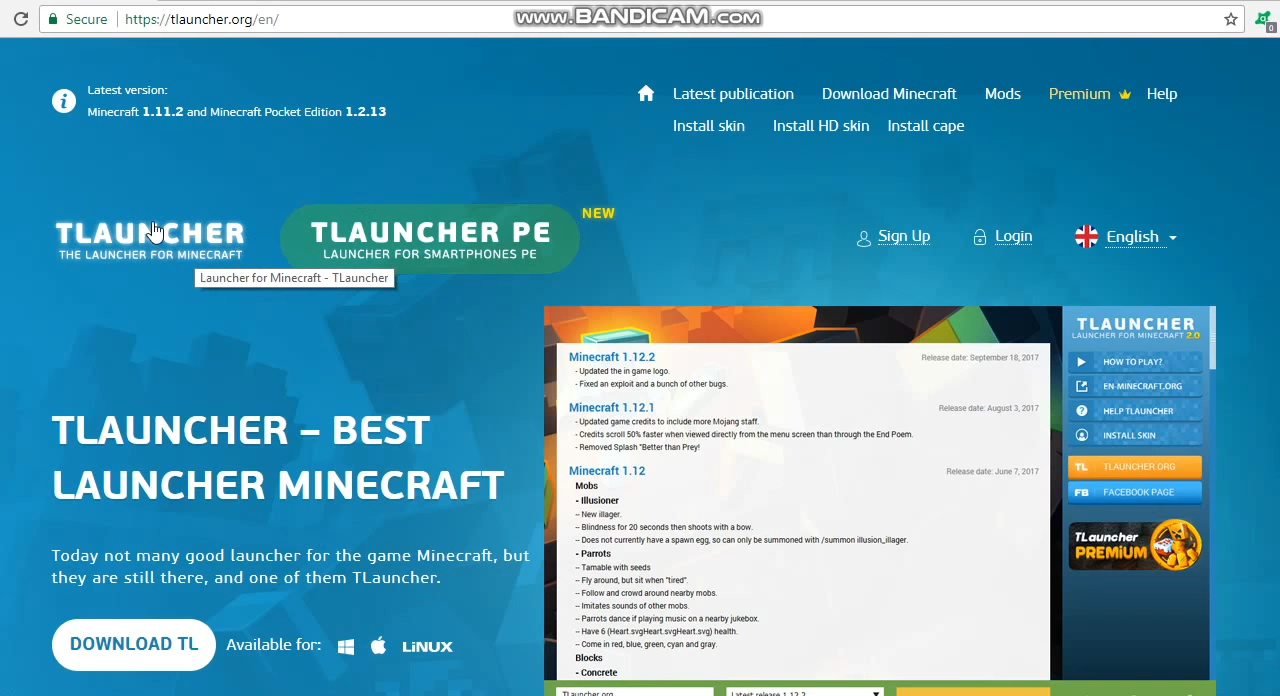 Secure
https://tlauncher.org/en/
www.BANDICAM.com
0
Latest version:
Minecraft 1.11.2 and Minecraft Pocket Edition 1.2.13
Latest publication Download Minecraft Mods Premium Help
Install skin Install HD skin Install cape
TLAUNCHER
THE LAUNCHER FOR MINECRAFT
TLAUNCHER PE
LAUNCHER FOR SMARTPHONES PE
NEW
Sign Up Login English
Launcher for Minecraft - TLauncher
TLAUNCHER – BEST
LAUNCHER MINECRAFT
Today not many good launcher for the game Minecraft, but
they are still there, and one of them TLauncher.
DOWNLOAD TL
Available for:
LiNUX
Minecraft 1.12.2 Release date: September 18, 2017
- Updated the in game logo.
- Fixed an exploit and a bunch of other bugs.
Minecraft 1.12.1 Release date: August 3, 2017
- Updated game credits to include more Mojang staff.
- Credits scroll 50% faster when viewed directly from the menu screen than through the End Poem.
- Removed Splash "Better than Prey!
Minecraft 1.12 Release date: June 7, 2017
Mobs
- Illusioner
-- New illager.
-- Blindness for 20 seconds then shoots with a bow.
-- Does not currently have a spawn egg, so can only be summoned with /summon illusion_illager.
- Parrots
-- Tamable with seeds
-- Fly around, but sit when "tired".
-- Follow and crowd around nearby mobs.
-- Imitates sounds of other mobs.
-- Parrots dance if playing music on a nearby jukebox.
-- Have 6 (Heart.svgHeart.svgHeart.svg) health.
-- Come in red, blue, green, cyan and gray.
Blocks
- Concrete
TLAUNCHER
LAUNCHER FOR MINECRAFT 2.0
HOW TO PLAY?
EN-MINECRAFT.ORG
HELP TLAUNCHER
INSTALL SKIN
TL TLAUNCHER.ORG
FB FACEBOOK PAGE
TLauncher
PREMIUM
TLauncher.org
Latest release 1.12.2